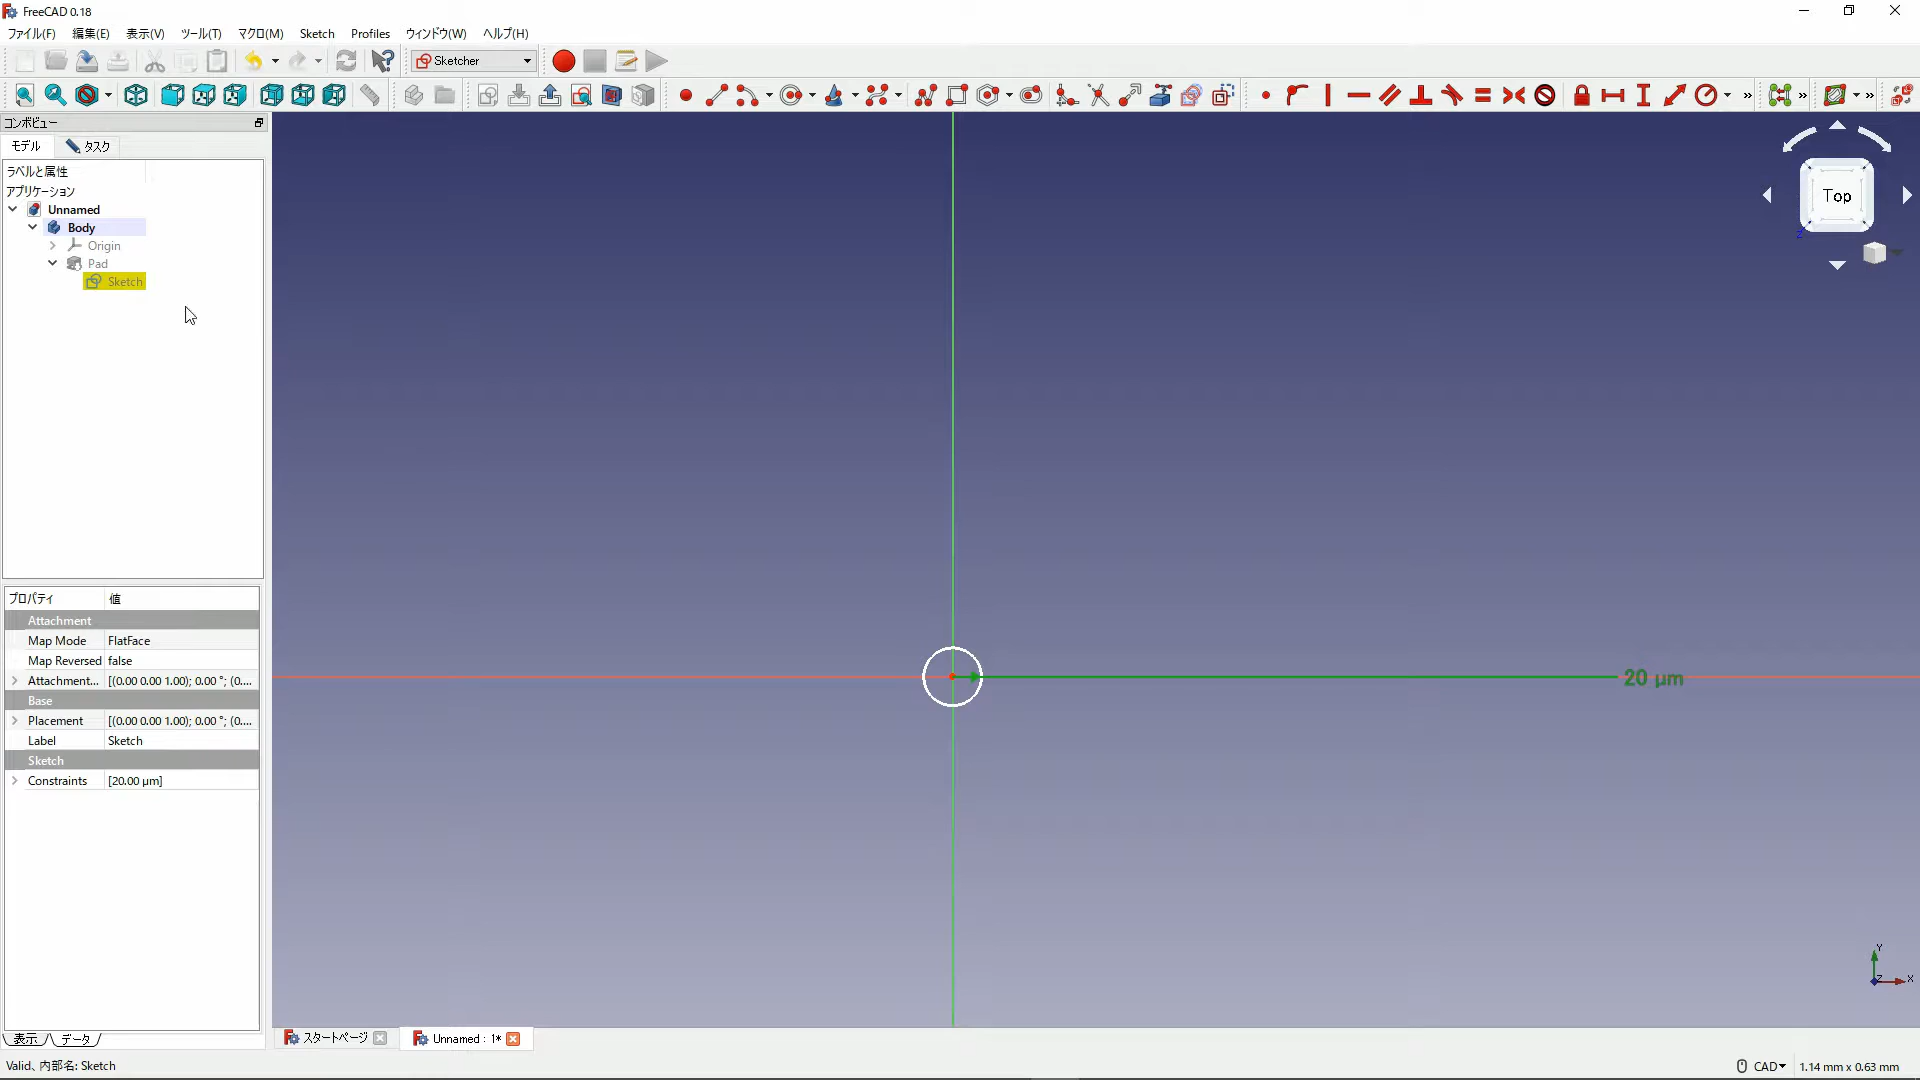 FreeCAD 0.18
ファイル(F) 編集(E) 表示(V) ツール(T) マクロ(M) Sketch Profiles ウィンドウ(W) ヘルプ(H)
Sketcher
コンボビュー
モデル タスク
ラベルと属性
アプリケーション
Unnamed
Body
Origin
Pad
Sketch
Top
プロパティ 値
Attachment
Map Mode FlatFace
Map Reversed false
Attachment... [(0.00 0.00 1.00); 0.00 °; (0....
Base
Placement [(0.00 0.00 1.00); 0.00 °; (0....
Label Sketch
Sketch
Constraints [20.00 µm]
20 µm
Y
Z X
表示 データ
スタートページ Unnamed : 1*
Valid、内部名: Sketch
CAD 1.14 mm x 0.63 mm